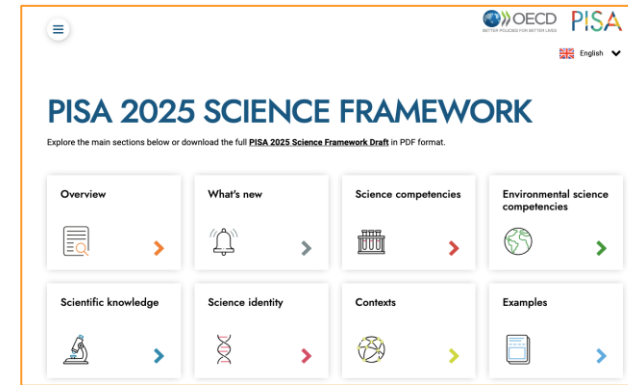 OECD PISA
BETTER POLICIES FOR BETTER LIVES
English
PISA 2025 SCIENCE FRAMEWORK
Explore the main sections below or download the full PISA 2025 Science Framework Draft in PDF format.
Overview
What's new
Science competencies
Environmental science
competencies
Scientific knowledge
Science identity
Contexts
Examples